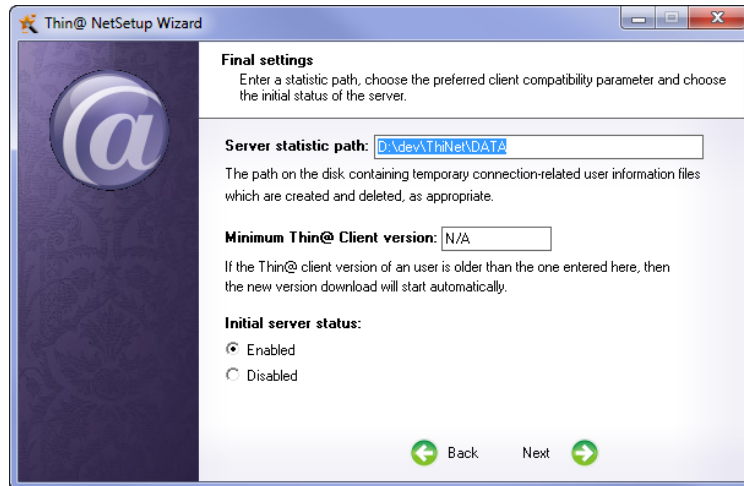 Thin@ NetSetup Wizard
Final settings
Enter a statistic path, choose the preferred client compatibility parameter and choose
the initial status of the server.
Server statistic path: D:\dev\ThiNet\DATA
The path on the disk containing temporary connection-related user information files
which are created and deleted, as appropriate.
Minimum Thin@ Client version: N/A
If the Thin@ client version of an user is older than the one entered here, then
the new version download will start automatically.
Initial server status:
Enabled
Disabled
Back Next